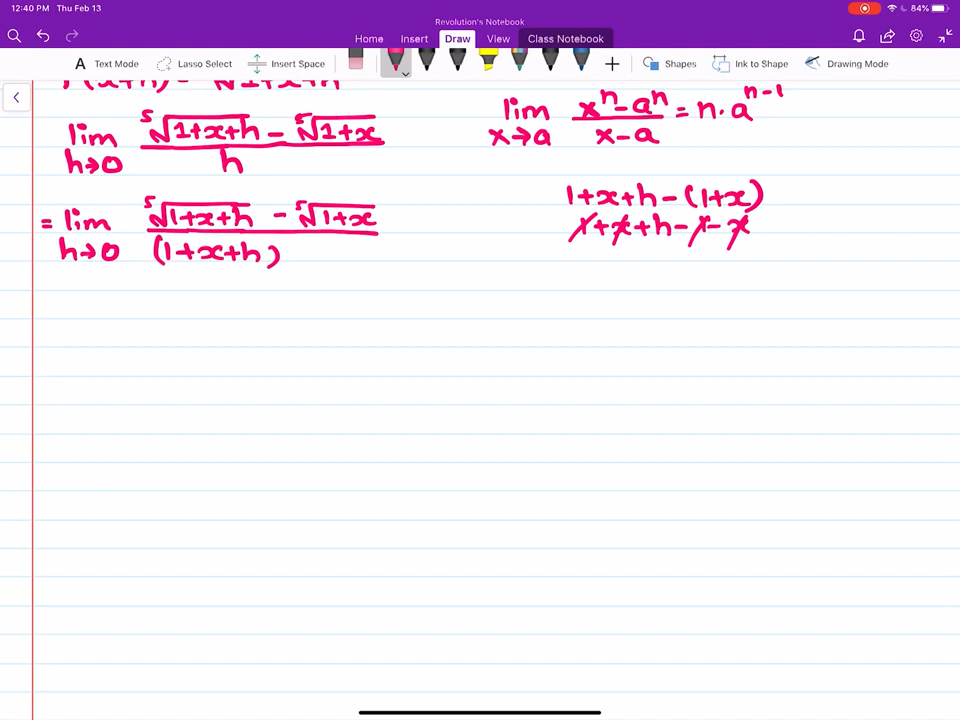 12:40 PM Thu Feb 13
84%
Revolution's Notebook
Home Insert Draw View Class Notebook
Text Mode Lasso Select Insert Space Shapes Ink to Shape Drawing Mode
lim h→0 (⁵√(1+x+h) − ⁵√(1+x)) / h
= lim h→0 (⁵√(1+x+h) − ⁵√(1+x)) / (1+x+h)
lim x→a (xⁿ − aⁿ) / (x − a) = n·aⁿ⁻¹
1+x+h−(1+x)
1+x+h−1−x